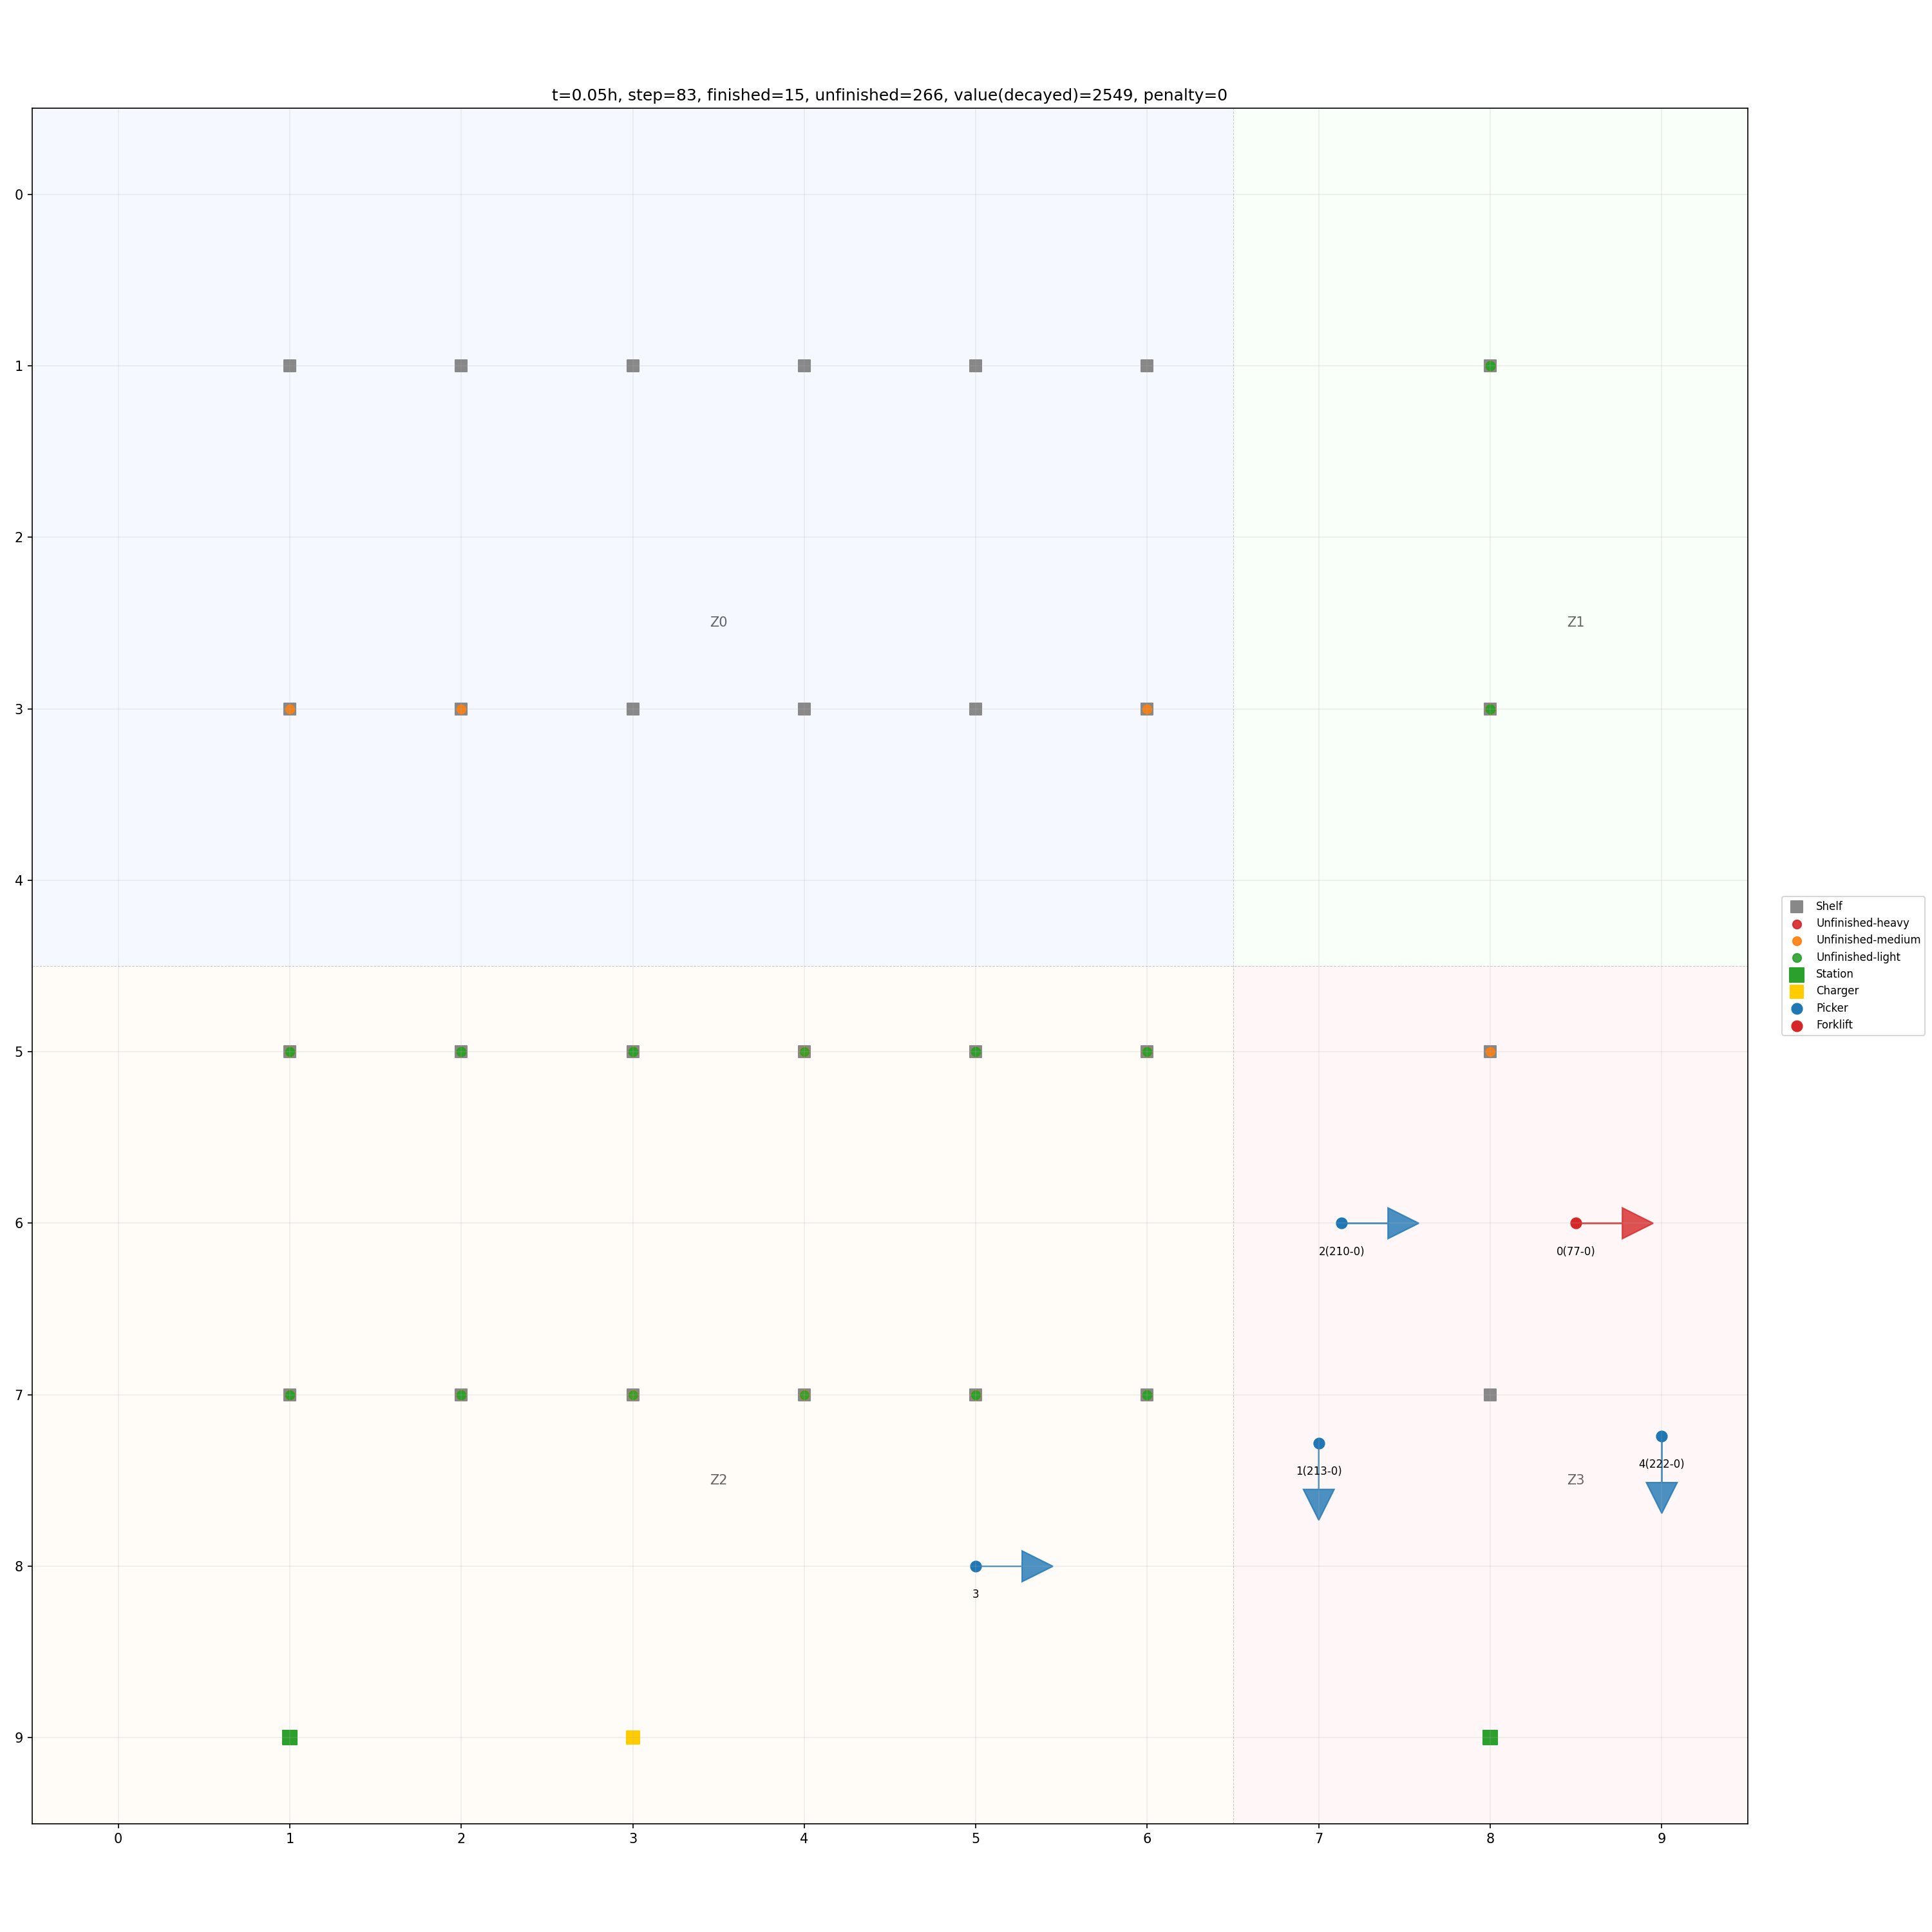 t=0.05h, step=83, finished=15, unfinished=266, value(decayed)=2549, penalty=0
0
1
2
Z0
Z1
3
4
Shelf
Unfinished-heavy
Unfinished-medium
Unfinished-light
Station
Charger
Picker
Forklift
5
6
2(210-0)
0(77-0)
7
1(213-0)
4(222-0)
Z2
Z3
8
3
9
0 1 2 3 4 5 6 7 8 9